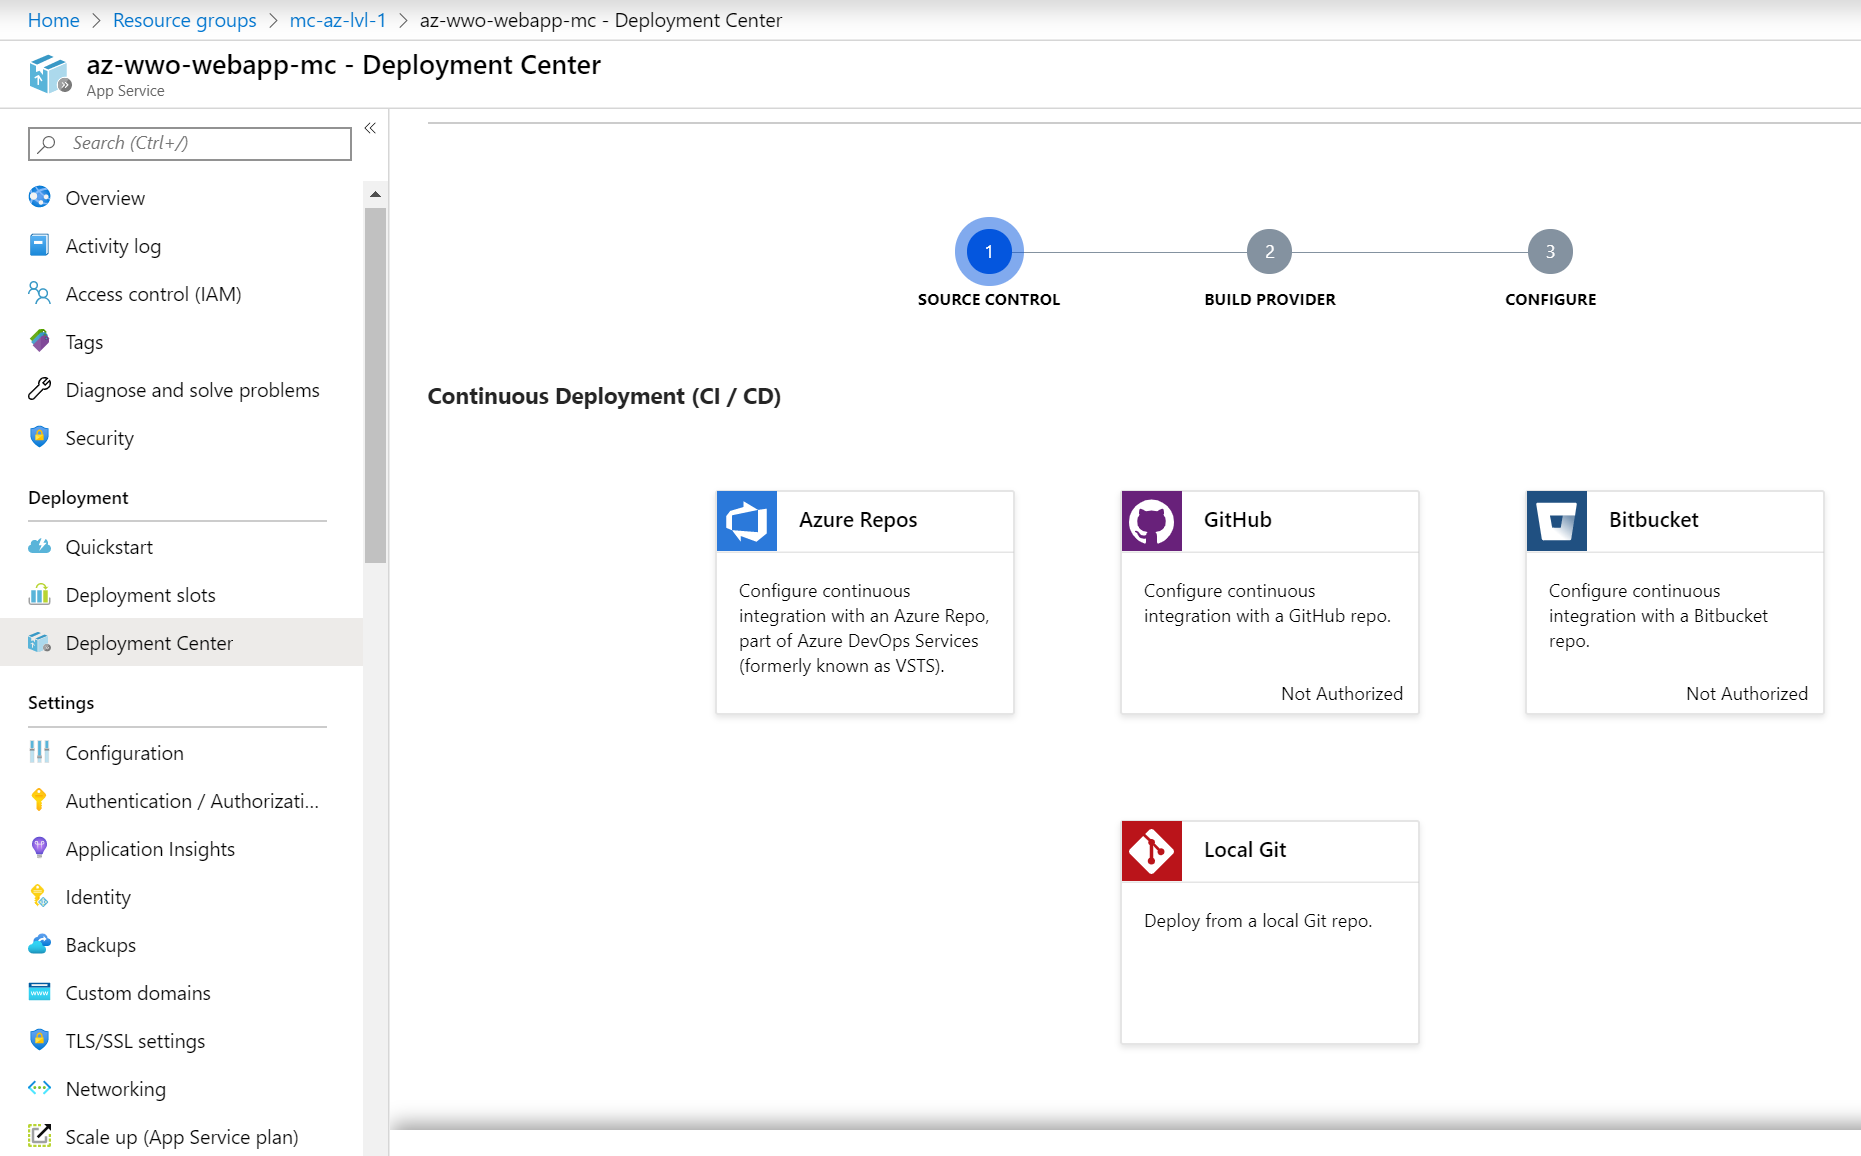 Home > Resource groups > mc-az-lvl-1 > az-wwo-webapp-mc - Deployment Center
az-wwo-webapp-mc - Deployment Center
App Service
Search (Ctrl+/)
«
Overview
Activity log
Access control (IAM)
Tags
Diagnose and solve problems
Security
Deployment
Quickstart
Deployment slots
Deployment Center
Settings
Configuration
Authentication / Authorizati...
Application Insights
Identity
Backups
Custom domains
TLS/SSL settings
Networking
Scale up (App Service plan)
1 2 3
SOURCE CONTROL BUILD PROVIDER CONFIGURE
Continuous Deployment (CI / CD)
Azure Repos
Configure continuous
integration with an Azure Repo,
part of Azure DevOps Services
(formerly known as VSTS).
GitHub
Configure continuous
integration with a GitHub repo.
Not Authorized
Bitbucket
Configure continuous
integration with a Bitbucket
repo.
Not Authorized
Local Git
Deploy from a local Git repo.